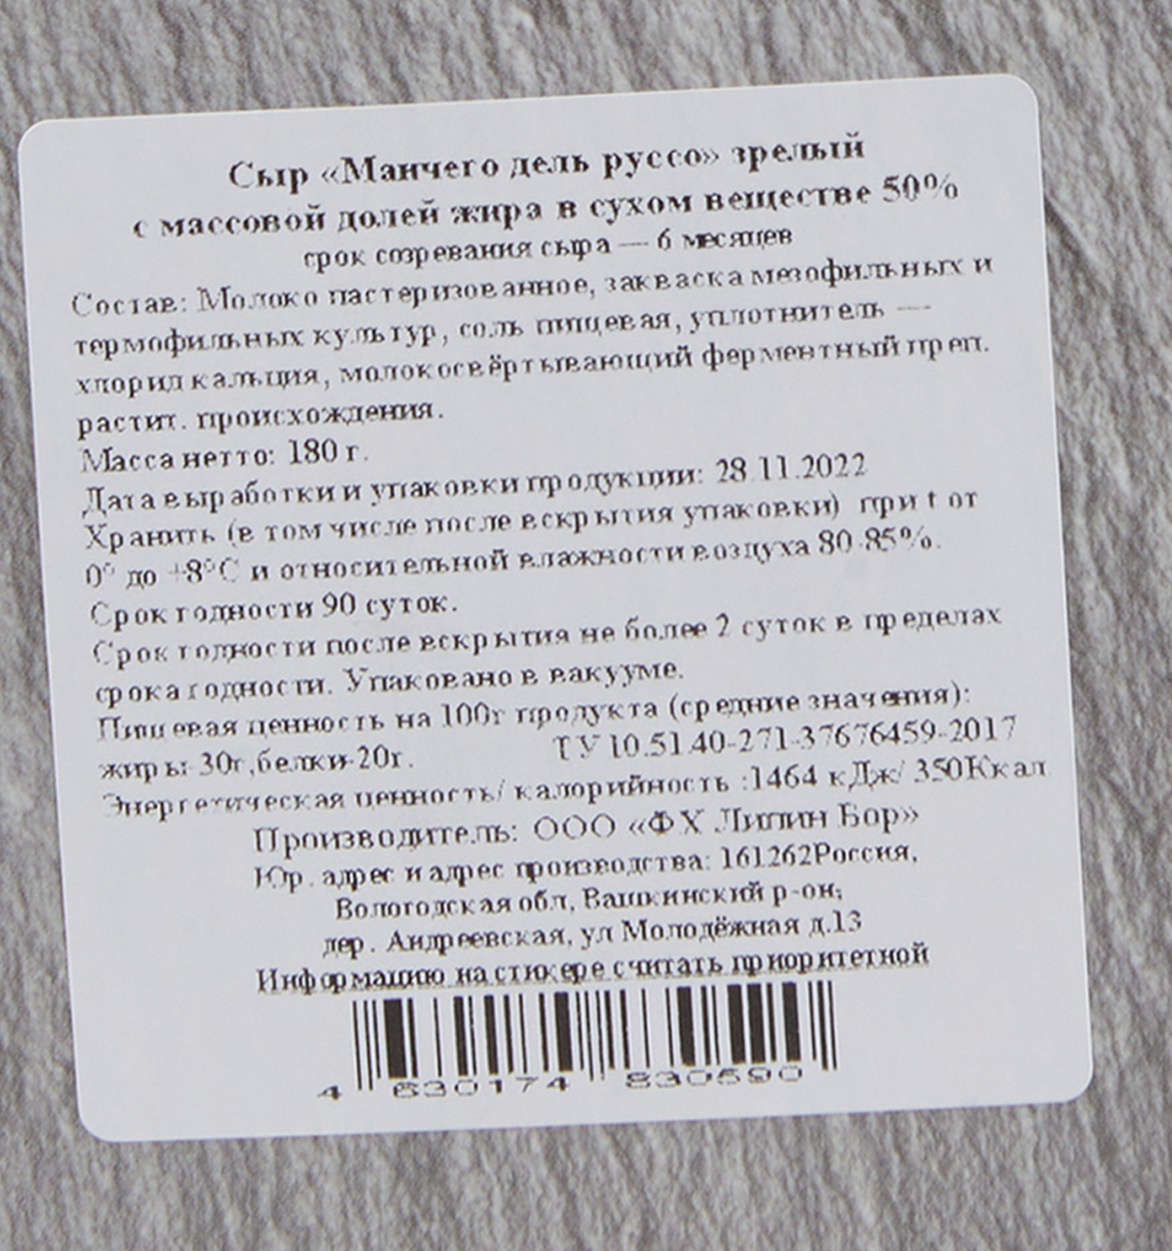 Сыр «Манчего дель руссо» зрелый
с массовой долей жира в сухом веществе 50%
срок созревания сыра — 6 месяцев
Состав: Молоко пастеризованное, закваска мезофильных и
термофильных культур, соль пищевая, уплотнитель —
хлорид кальция, молокосвёртывающий ферментный преп.
растит. происхождения.
Масса нетто: 180 г.
Дата выработки и упаковки продукции: 28.11.2022
Хранить (в том числе после вскрытия упаковки) при t от
0° до +8°С и относительной влажности воздуха 80-85%.
Срок годности 90 суток.
Срок годности после вскрытия не более 2 суток в пределах
срока годности. Упаковано в вакууме.
Пищевая ценность на 100г продукта (средние значения):
жиры-30г,белки-20г. ТУ 10.51.40-271-37676459-2017
Энергетическая ценность/ калорийность :1464 кДж/ 350Ккал
Производитель: ООО «ФХ Липин Бор»
Юр. адрес и адрес производства: 161262Россия,
Вологодская обл, Вашкинский р-он;
дер. Андреевская, ул Молодёжная д.13
Информацию на стикере считать приоритетной
4 630174 830590